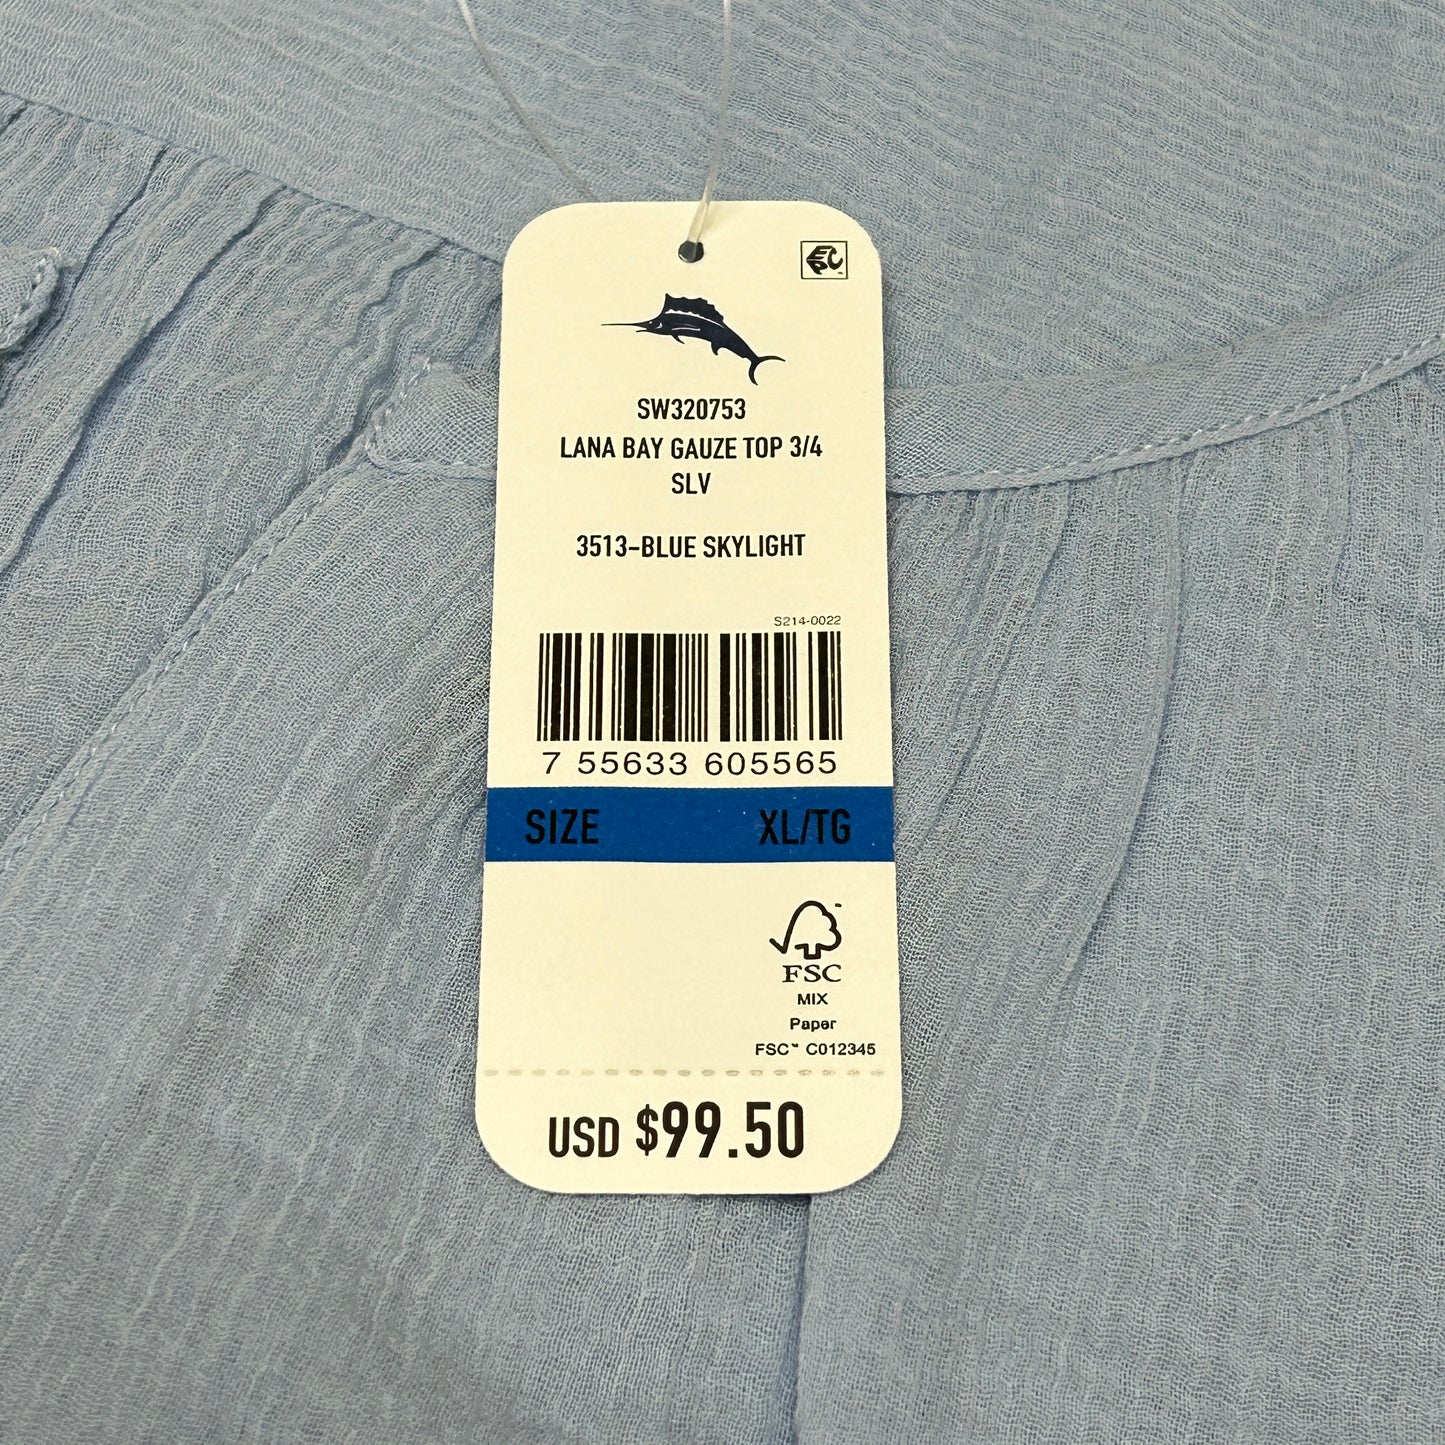 EPC
SW320753
LANA BAY GAUZE TOP 3/4
SLV
3513-BLUE SKYLIGHT
S214-0022
7 55633 605565
SIZE XL/TG
FSC
MIX
Paper
FSC™ C012345
USD $99.50